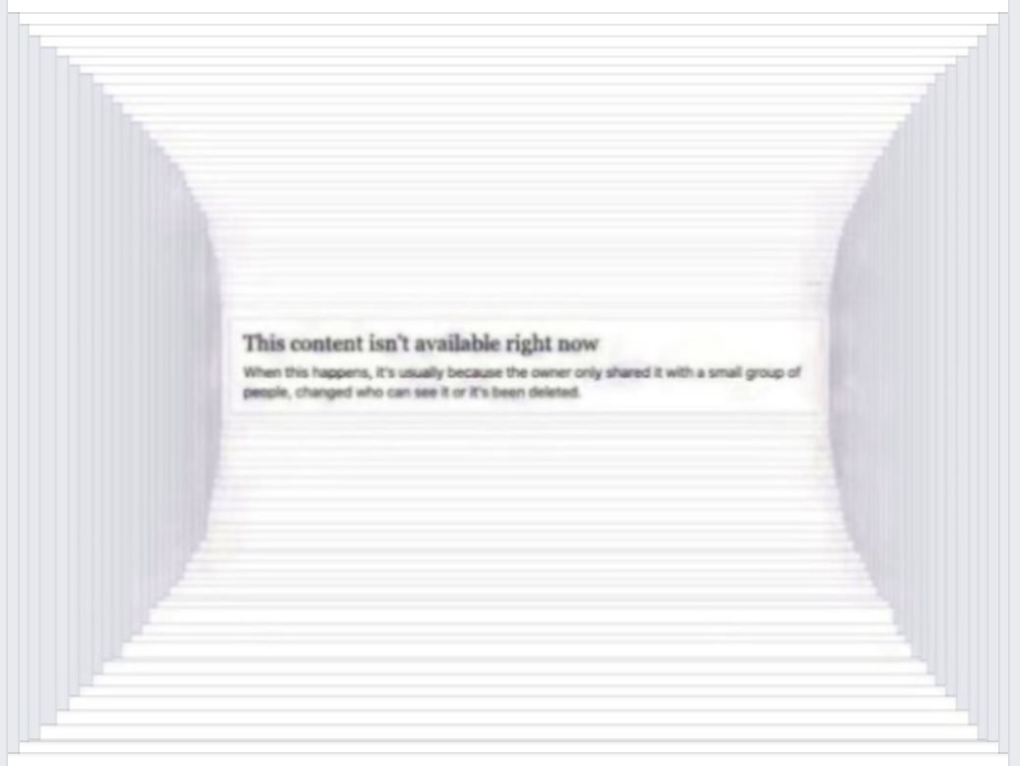 This content isn't available right now
When this happens, it's usually because the owner only shared it with a small group of
people, changed who can see it or it's been deleted.